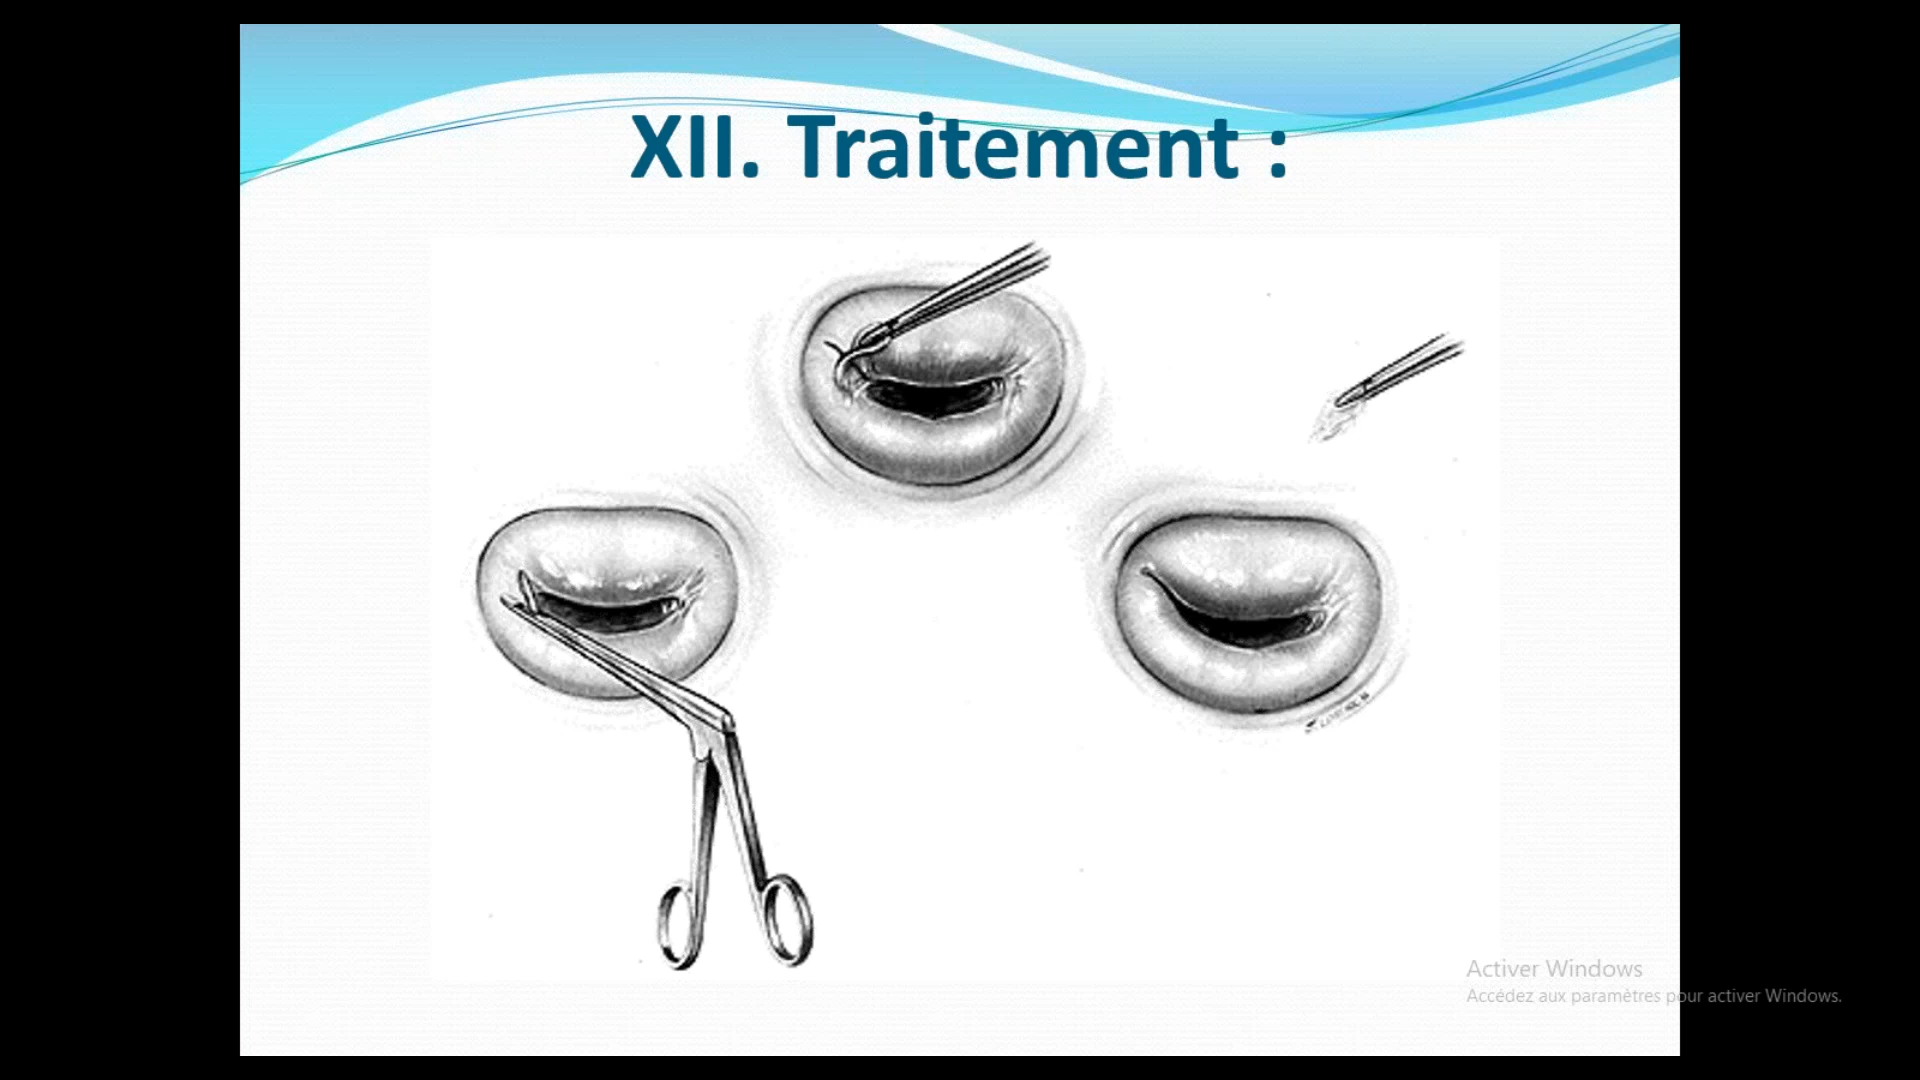 XII. Traitement :
Activer Windows
Accédez aux paramètres pour activer Windows.